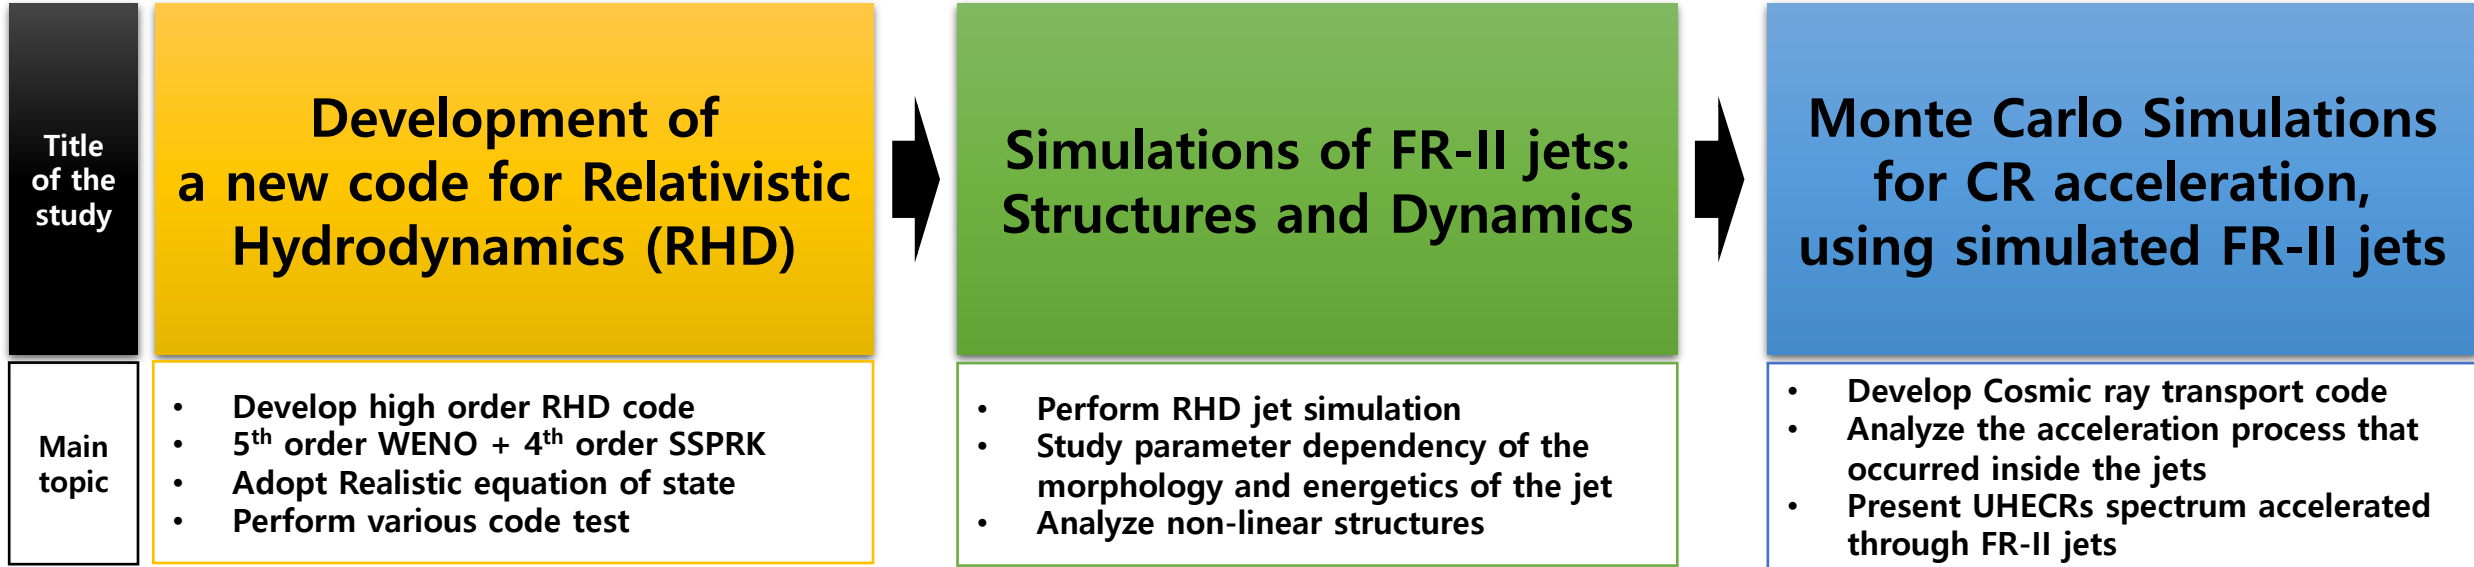 Title
of the
study
Development of
a new code for Relativistic
Hydrodynamics (RHD)
Simulations of FR-II jets:
Structures and Dynamics
Monte Carlo Simulations
for CR acceleration,
using simulated FR-II jets
Main
topic
• Develop high order RHD code
• 5th order WENO + 4th order SSPRK
• Adopt Realistic equation of state
• Perform various code test
• Perform RHD jet simulation
• Study parameter dependency of the
morphology and energetics of the jet
• Analyze non-linear structures
• Develop Cosmic ray transport code
• Analyze the acceleration process that
occurred inside the jets
• Present UHECRs spectrum accelerated
through FR-II jets